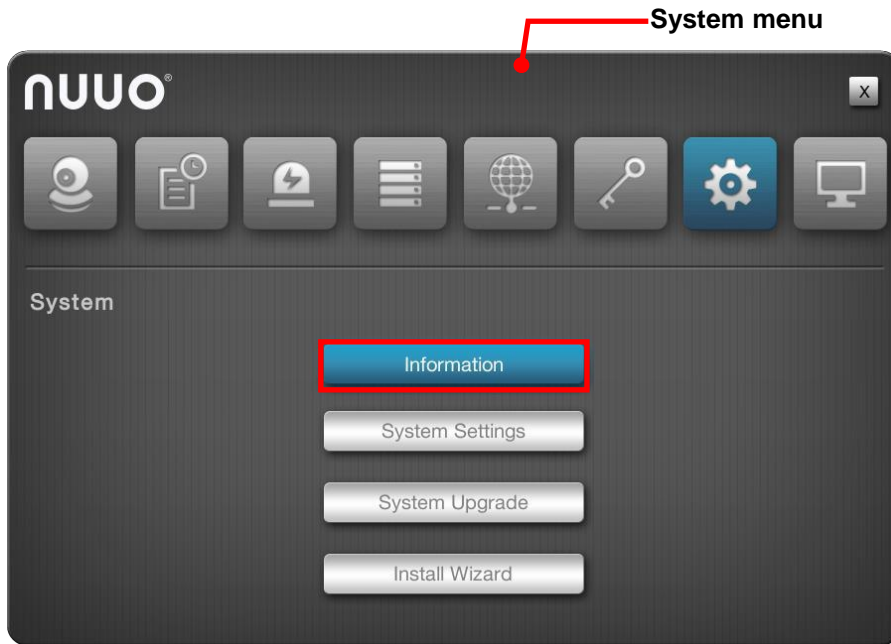 System menu
nuuo®
X
System
Information
System Settings
System Upgrade
Install Wizard